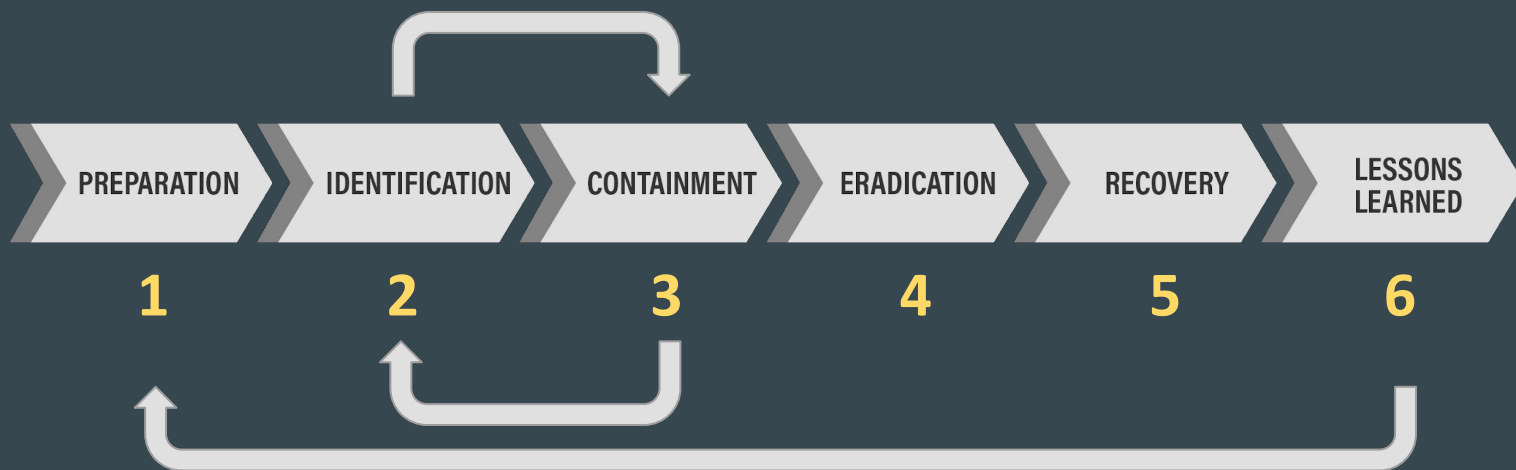 PREPARATION
IDENTIFICATION
CONTAINMENT
ERADICATION
RECOVERY
LESSONS
LEARNED
1
2
3
4
5
6